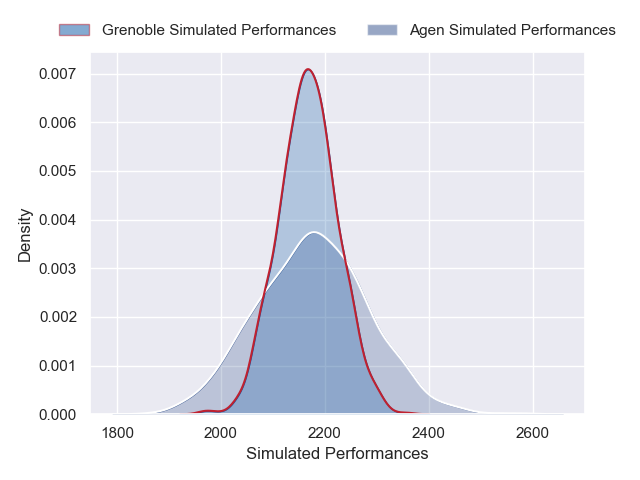 Grenoble Simulated Performances Agen Simulated Performances
0.007
0.006
0.005
0.004
0.003
0.002
0.001
0.000
Density
1800 2000 2200 2400 2600
Simulated Performances